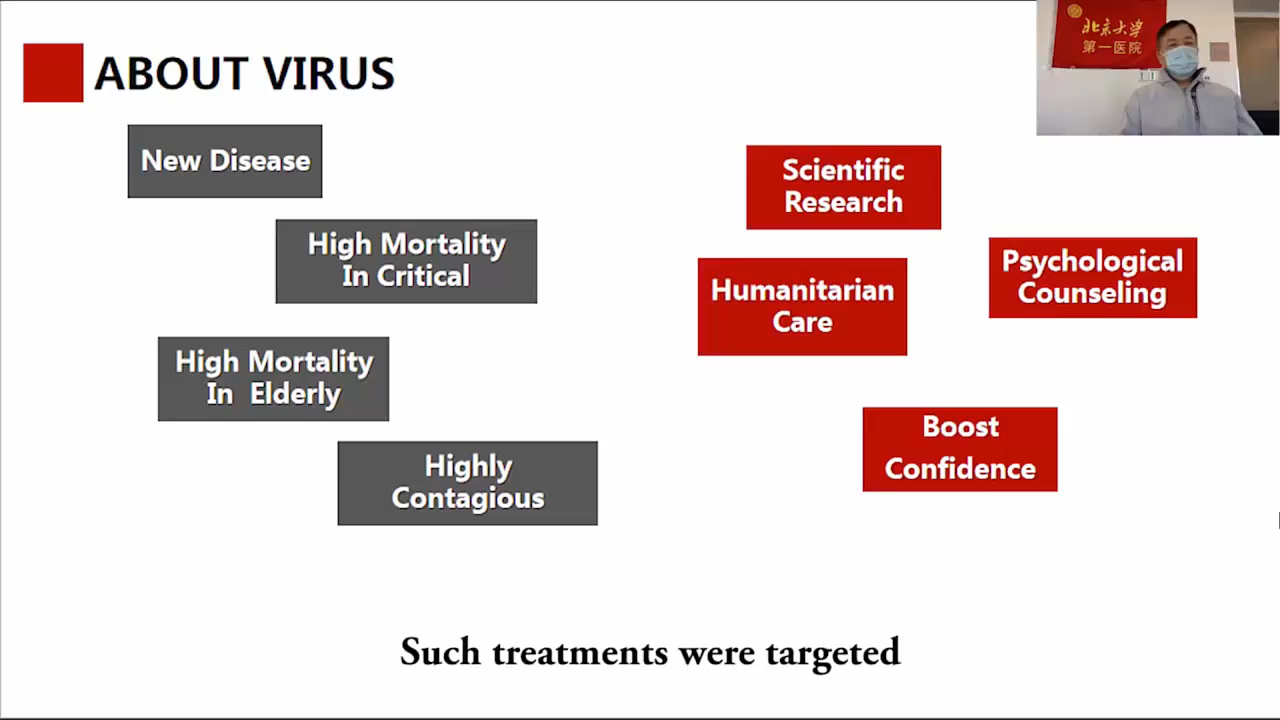 ABOUT VIRUS
北京大学
第一医院
New Disease
High Mortality
In Critical
High Mortality
In Elderly
Highly
Contagious
Scientific
Research
Humanitarian
Care
Psychological
Counseling
Boost
Confidence
Such treatments were targeted